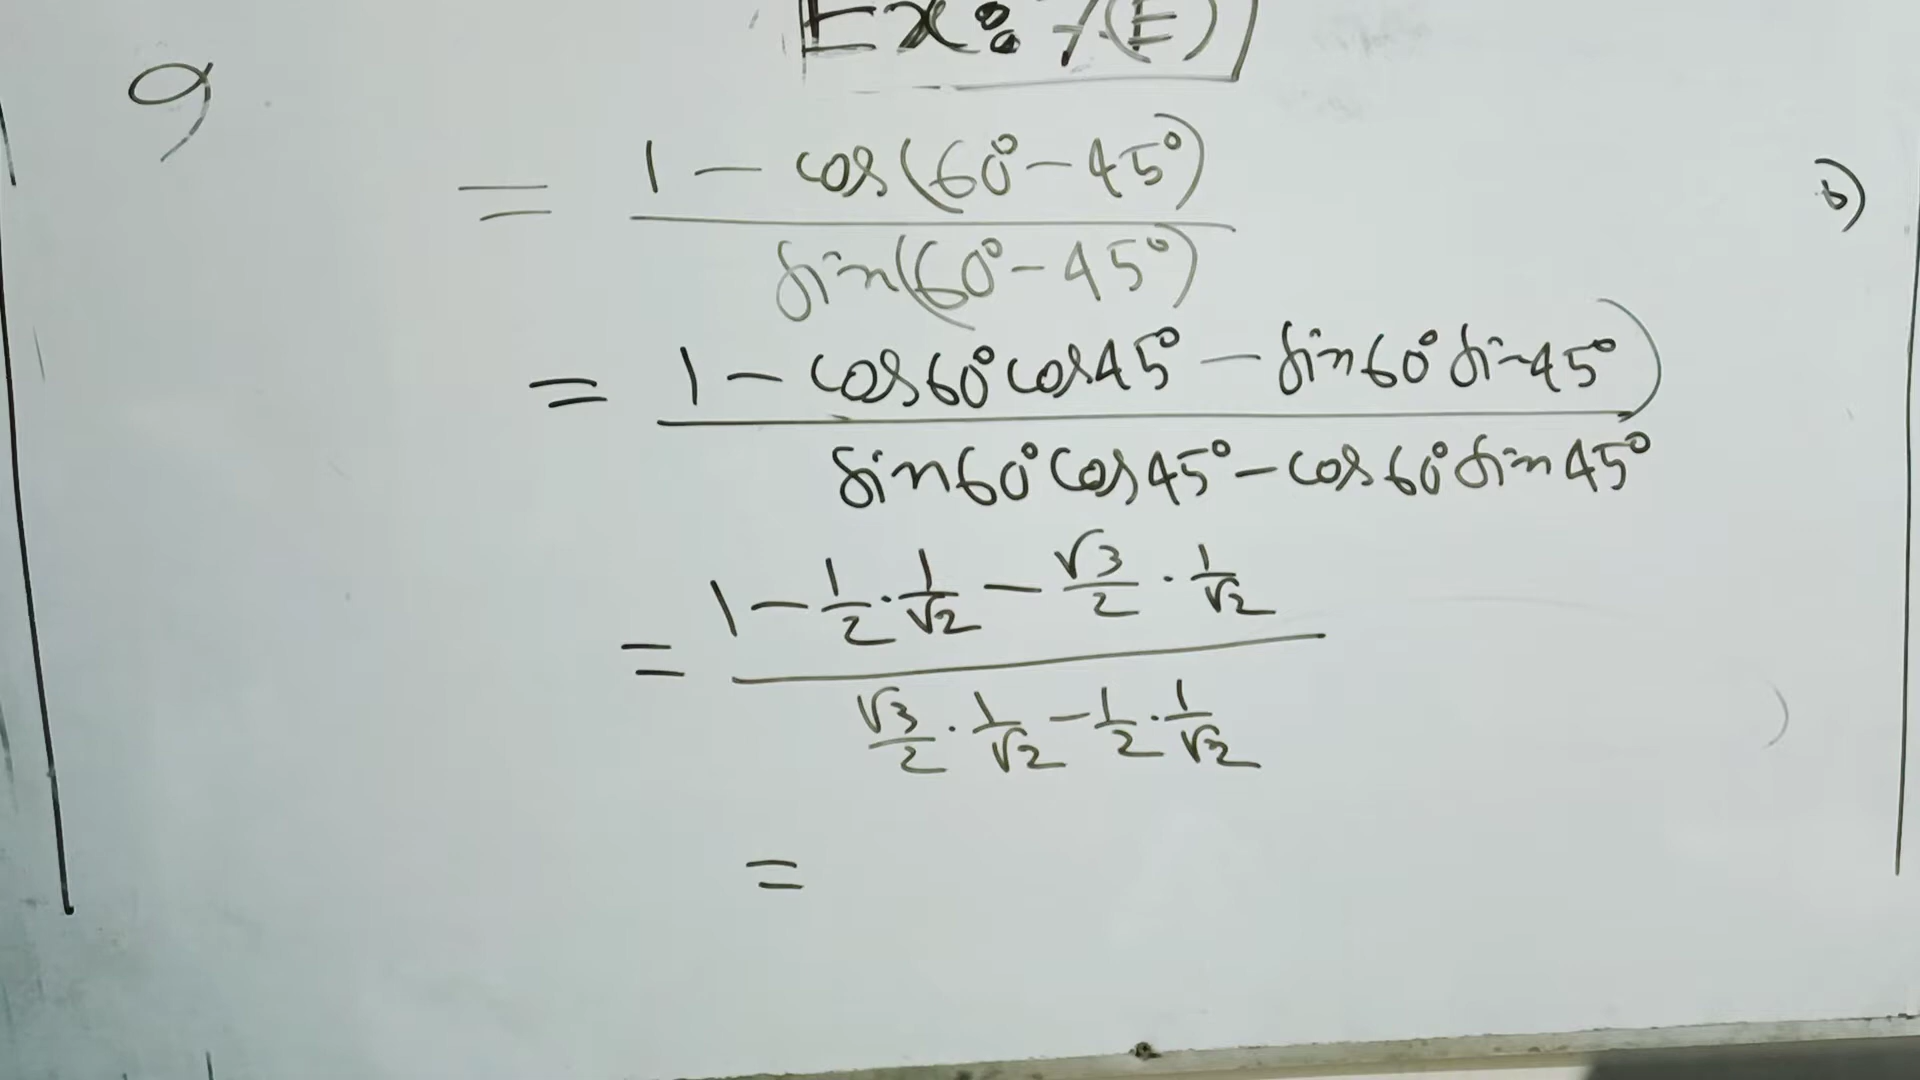 Ex: 7(E)
9
= 1 - cos(60° - 45°) / sin(60° - 45°)
b)
= 1 - cos60° cos45° - sin60° sin45°) / sin60° cos45° - cos60° sin45°
= 1 - 1/2 · 1/√2 - √3/2 · 1/√2 / √3/2 · 1/√2 - 1/2 · 1/√2
=